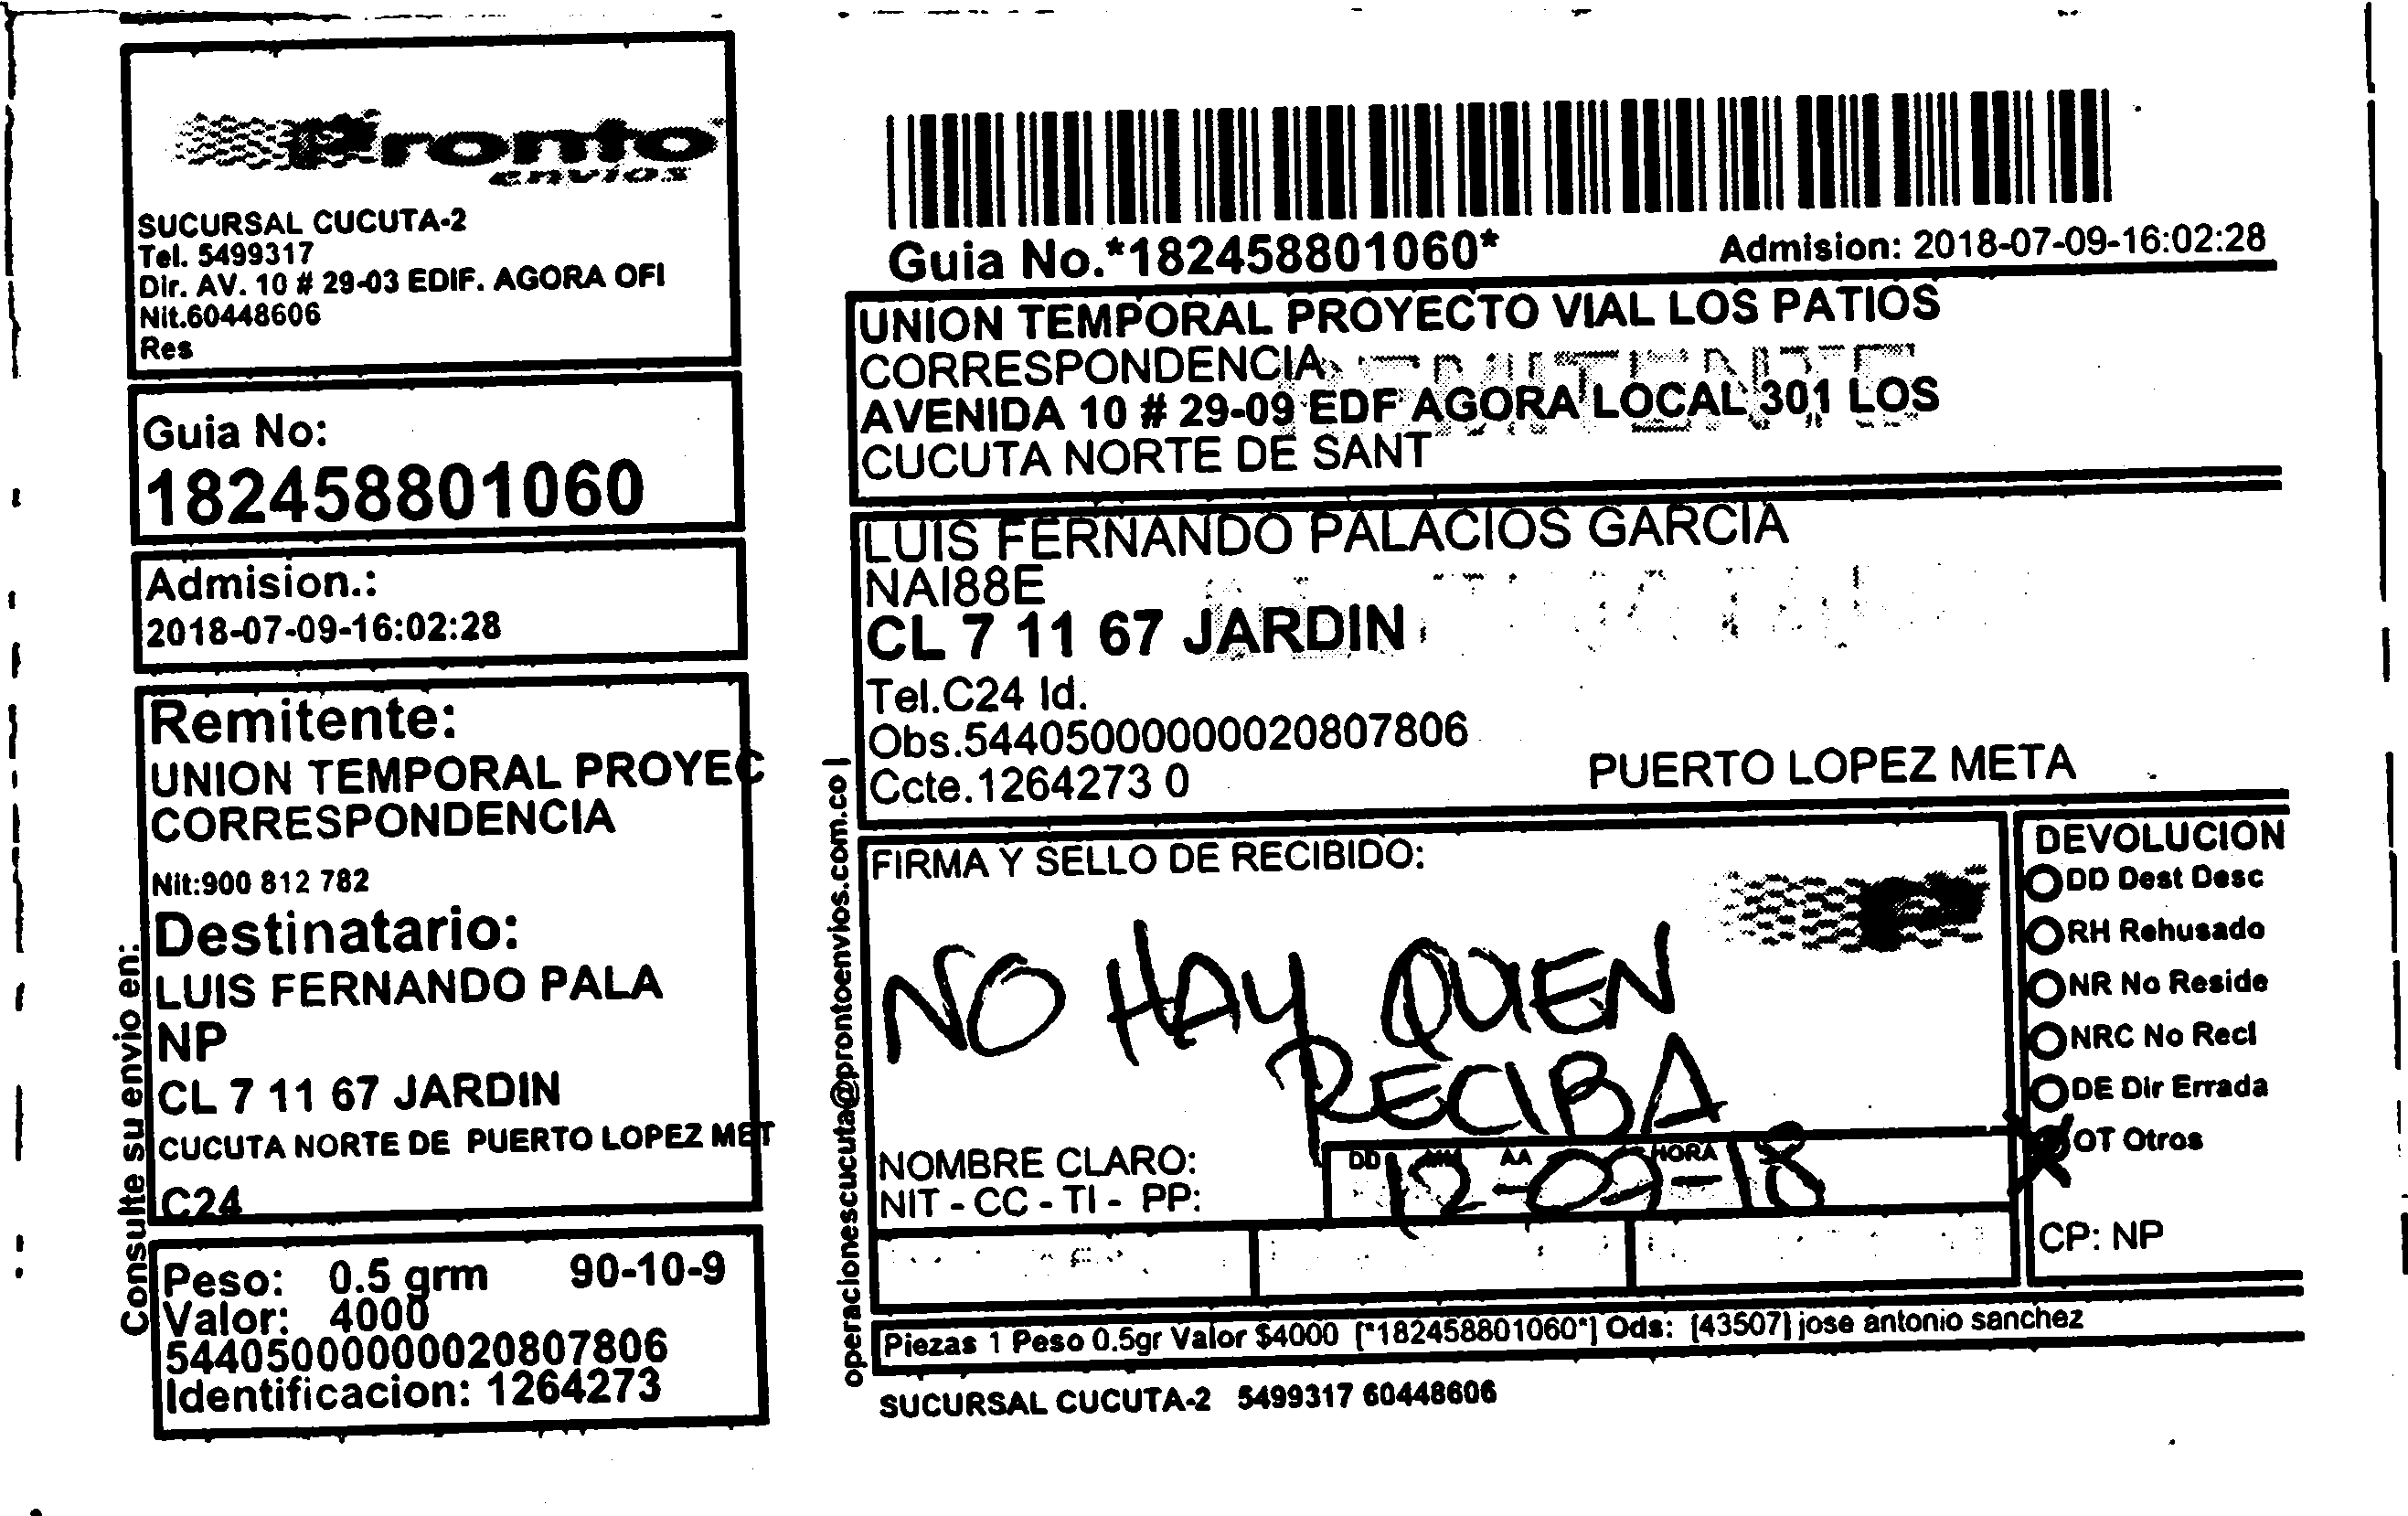 Pronto
envios
SUCURSAL CUCUTA-2
Tel. 5499317
Dir. AV. 10 # 29-03 EDIF. AGORA OFI
Nit.60448606
Res
Guia No:
182458801060
Admision.:
2018-07-09-16:02:28
Remitente:
UNION TEMPORAL PROYEC
CORRESPONDENCIA
Nit:900 812 782
Destinatario:
LUIS FERNANDO PALA
NP
CL 7 11 67 JARDIN
CUCUTA NORTE DE PUERTO LOPEZ MET
C24
Consulte su envio en:
Peso: 0.5 grm 90-10-9
Valor: 4000
544050000000020807806
Identificacion: 1264273
Guia No.*182458801060*
Admision: 2018-07-09-16:02:28
UNION TEMPORAL PROYECTO VIAL LOS PATIOS
CORRESPONDENCIA
AVENIDA 10 # 29-09 EDF AGORA LOCAL 301 LOS
CUCUTA NORTE DE SANT
LUIS FERNANDO PALACIOS GARCIA
NAI88E
CL 7 11 67 JARDIN
Tel.C24 Id.
Obs.544050000000020807806
Ccte.1264273 0
PUERTO LOPEZ META
operacionescucuta@prontoenvios.com.co |
FIRMA Y SELLO DE RECIBIDO:
NO HAY QUIEN
RECIBA
NOMBRE CLARO:
NIT - CC - TI - PP:
DD MM AA HORA
12-07-18
DEVOLUCION
DD Dest Desc
RH Rehusado
NR No Reside
NRC No Recl
DE Dir Errada
OT Otros
CP: NP
Piezas 1 Peso 0.5gr Valor $4000 [*182458801060*] Ods: [43507] jose antonio sanchez
SUCURSAL CUCUTA-2 5499317 60448606